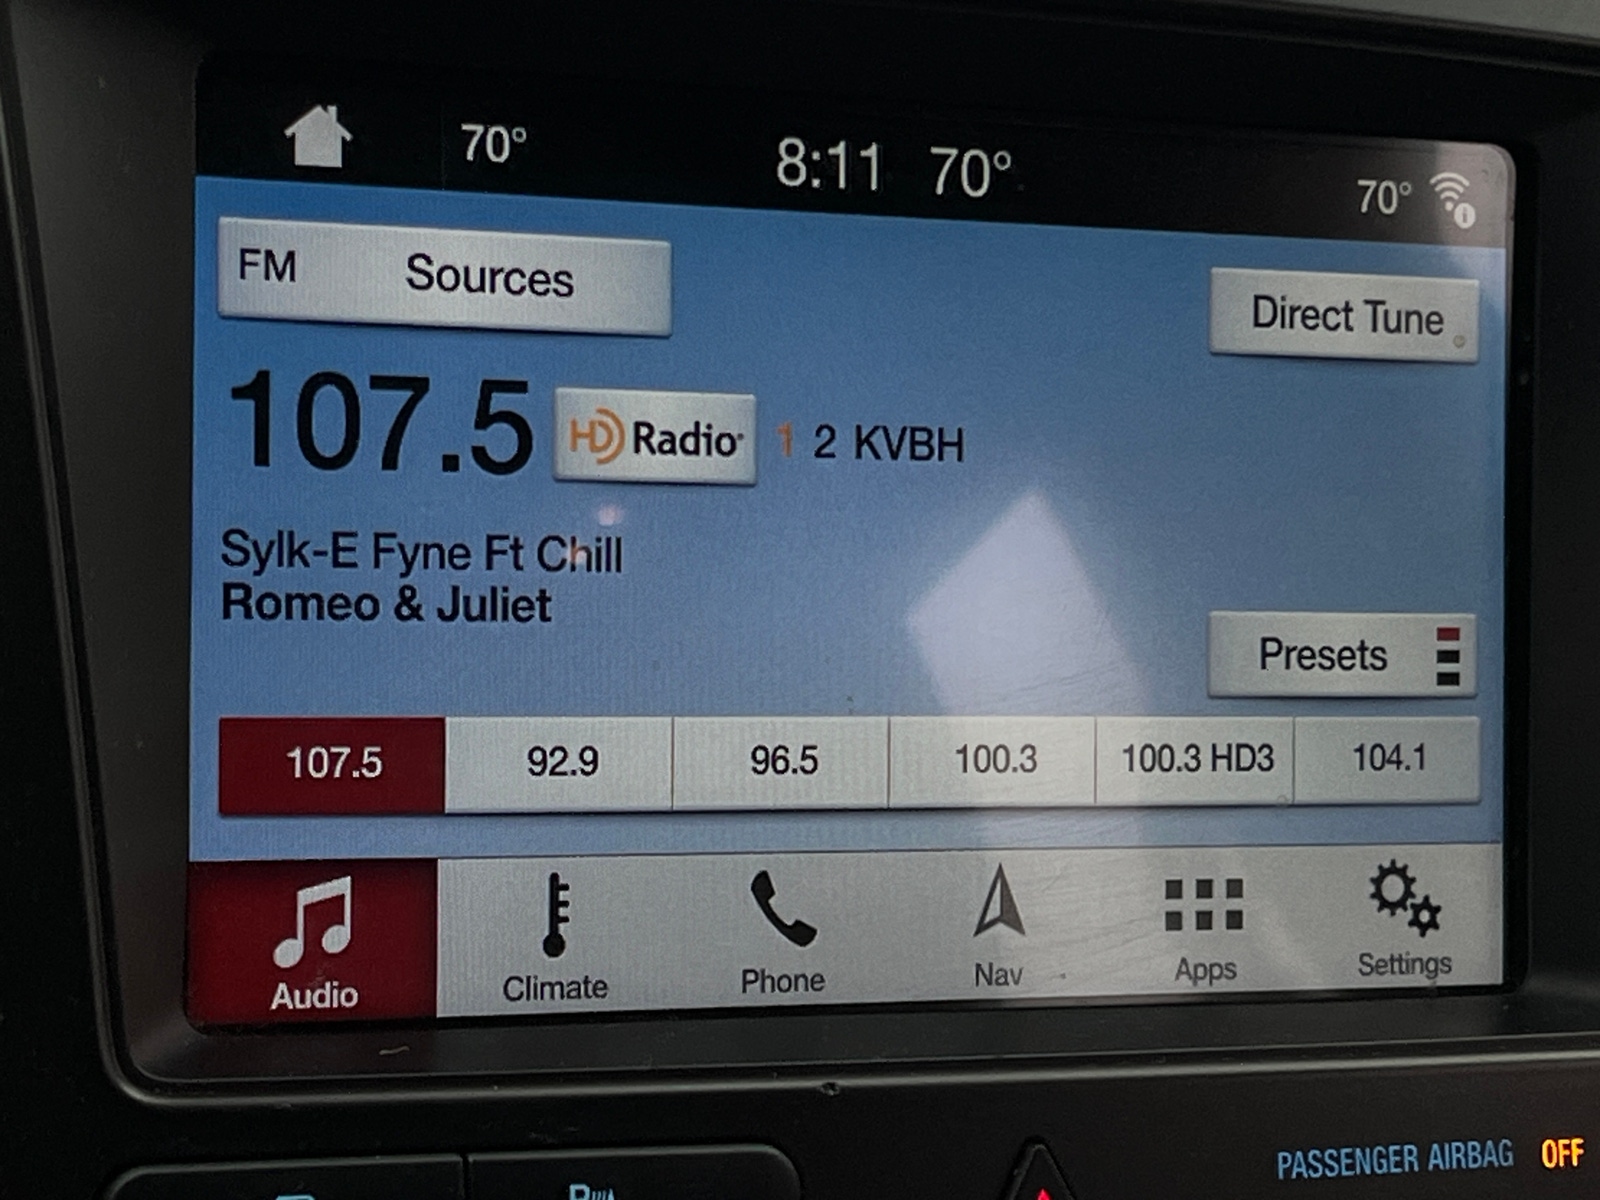 70° 8:11 70° 70°
FM Sources
Direct Tune
107.5 HD Radio 1 2 KVBH
Sylk-E Fyne Ft Chill
Romeo & Juliet
Presets
107.5 92.9 96.5 100.3 100.3 HD3 104.1
Audio Climate Phone Nav Apps Settings
PASSENGER AIRBAG OFF
P